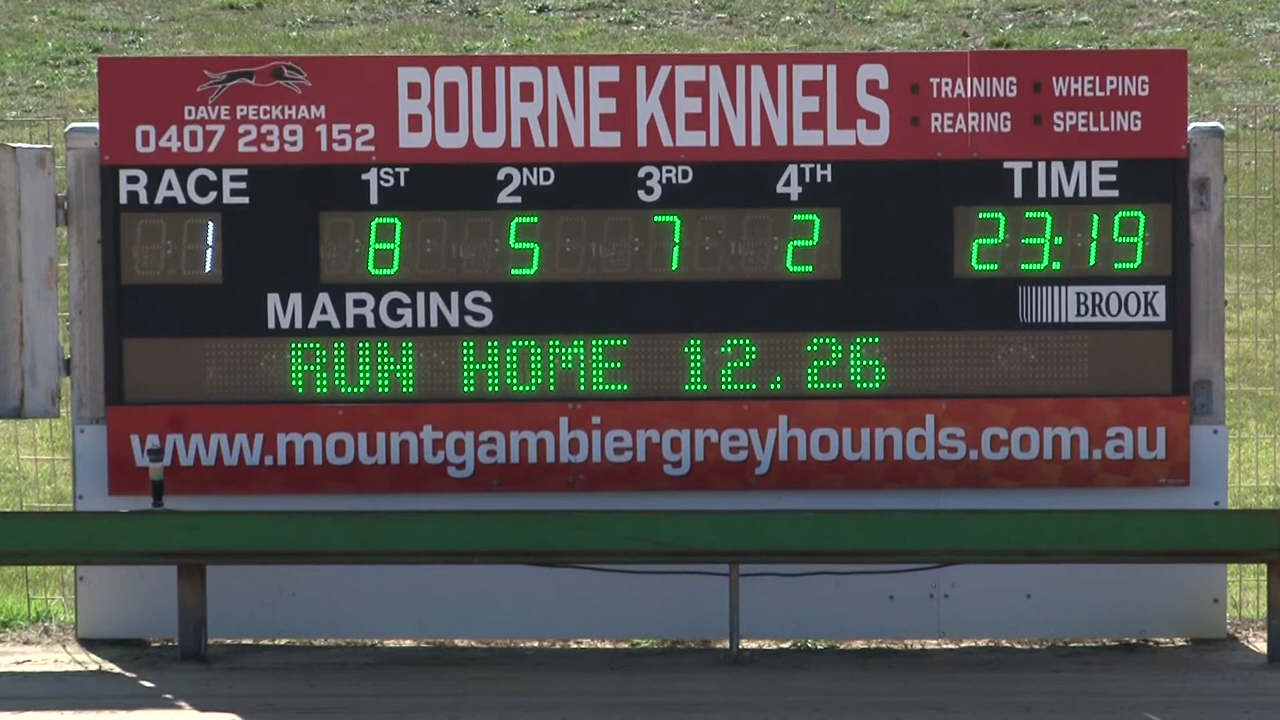 BOURNE KENNELS
DAVE PECKHAM
0407 239 152
TRAINING WHELPING
REARING SPELLING
RACE 1ST 2ND 3RD 4TH TIME
1 8 5 7 2 23:19
MARGINS
BROOK
RUN HOME 12.26
www.mountgambiergreyhounds.com.au